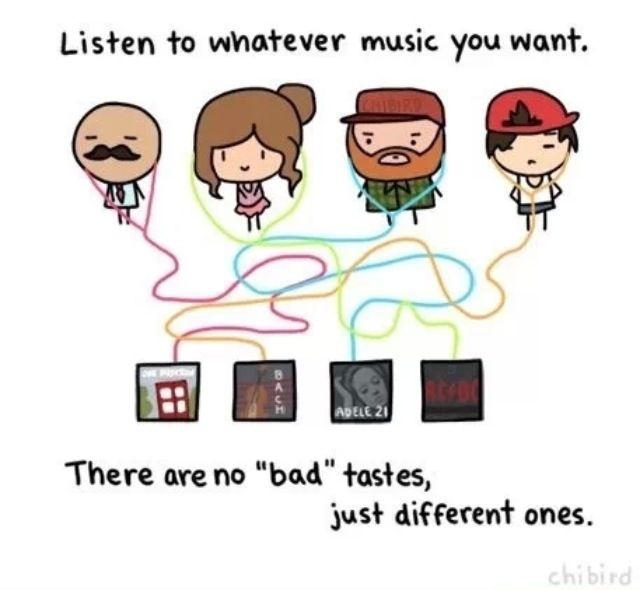 Listen to whatever music you want.
CHIBIRD
ONE DIRECTION
BACH
ADELE 21
AC/DC
There are no "bad" tastes,
just different ones.
chibird